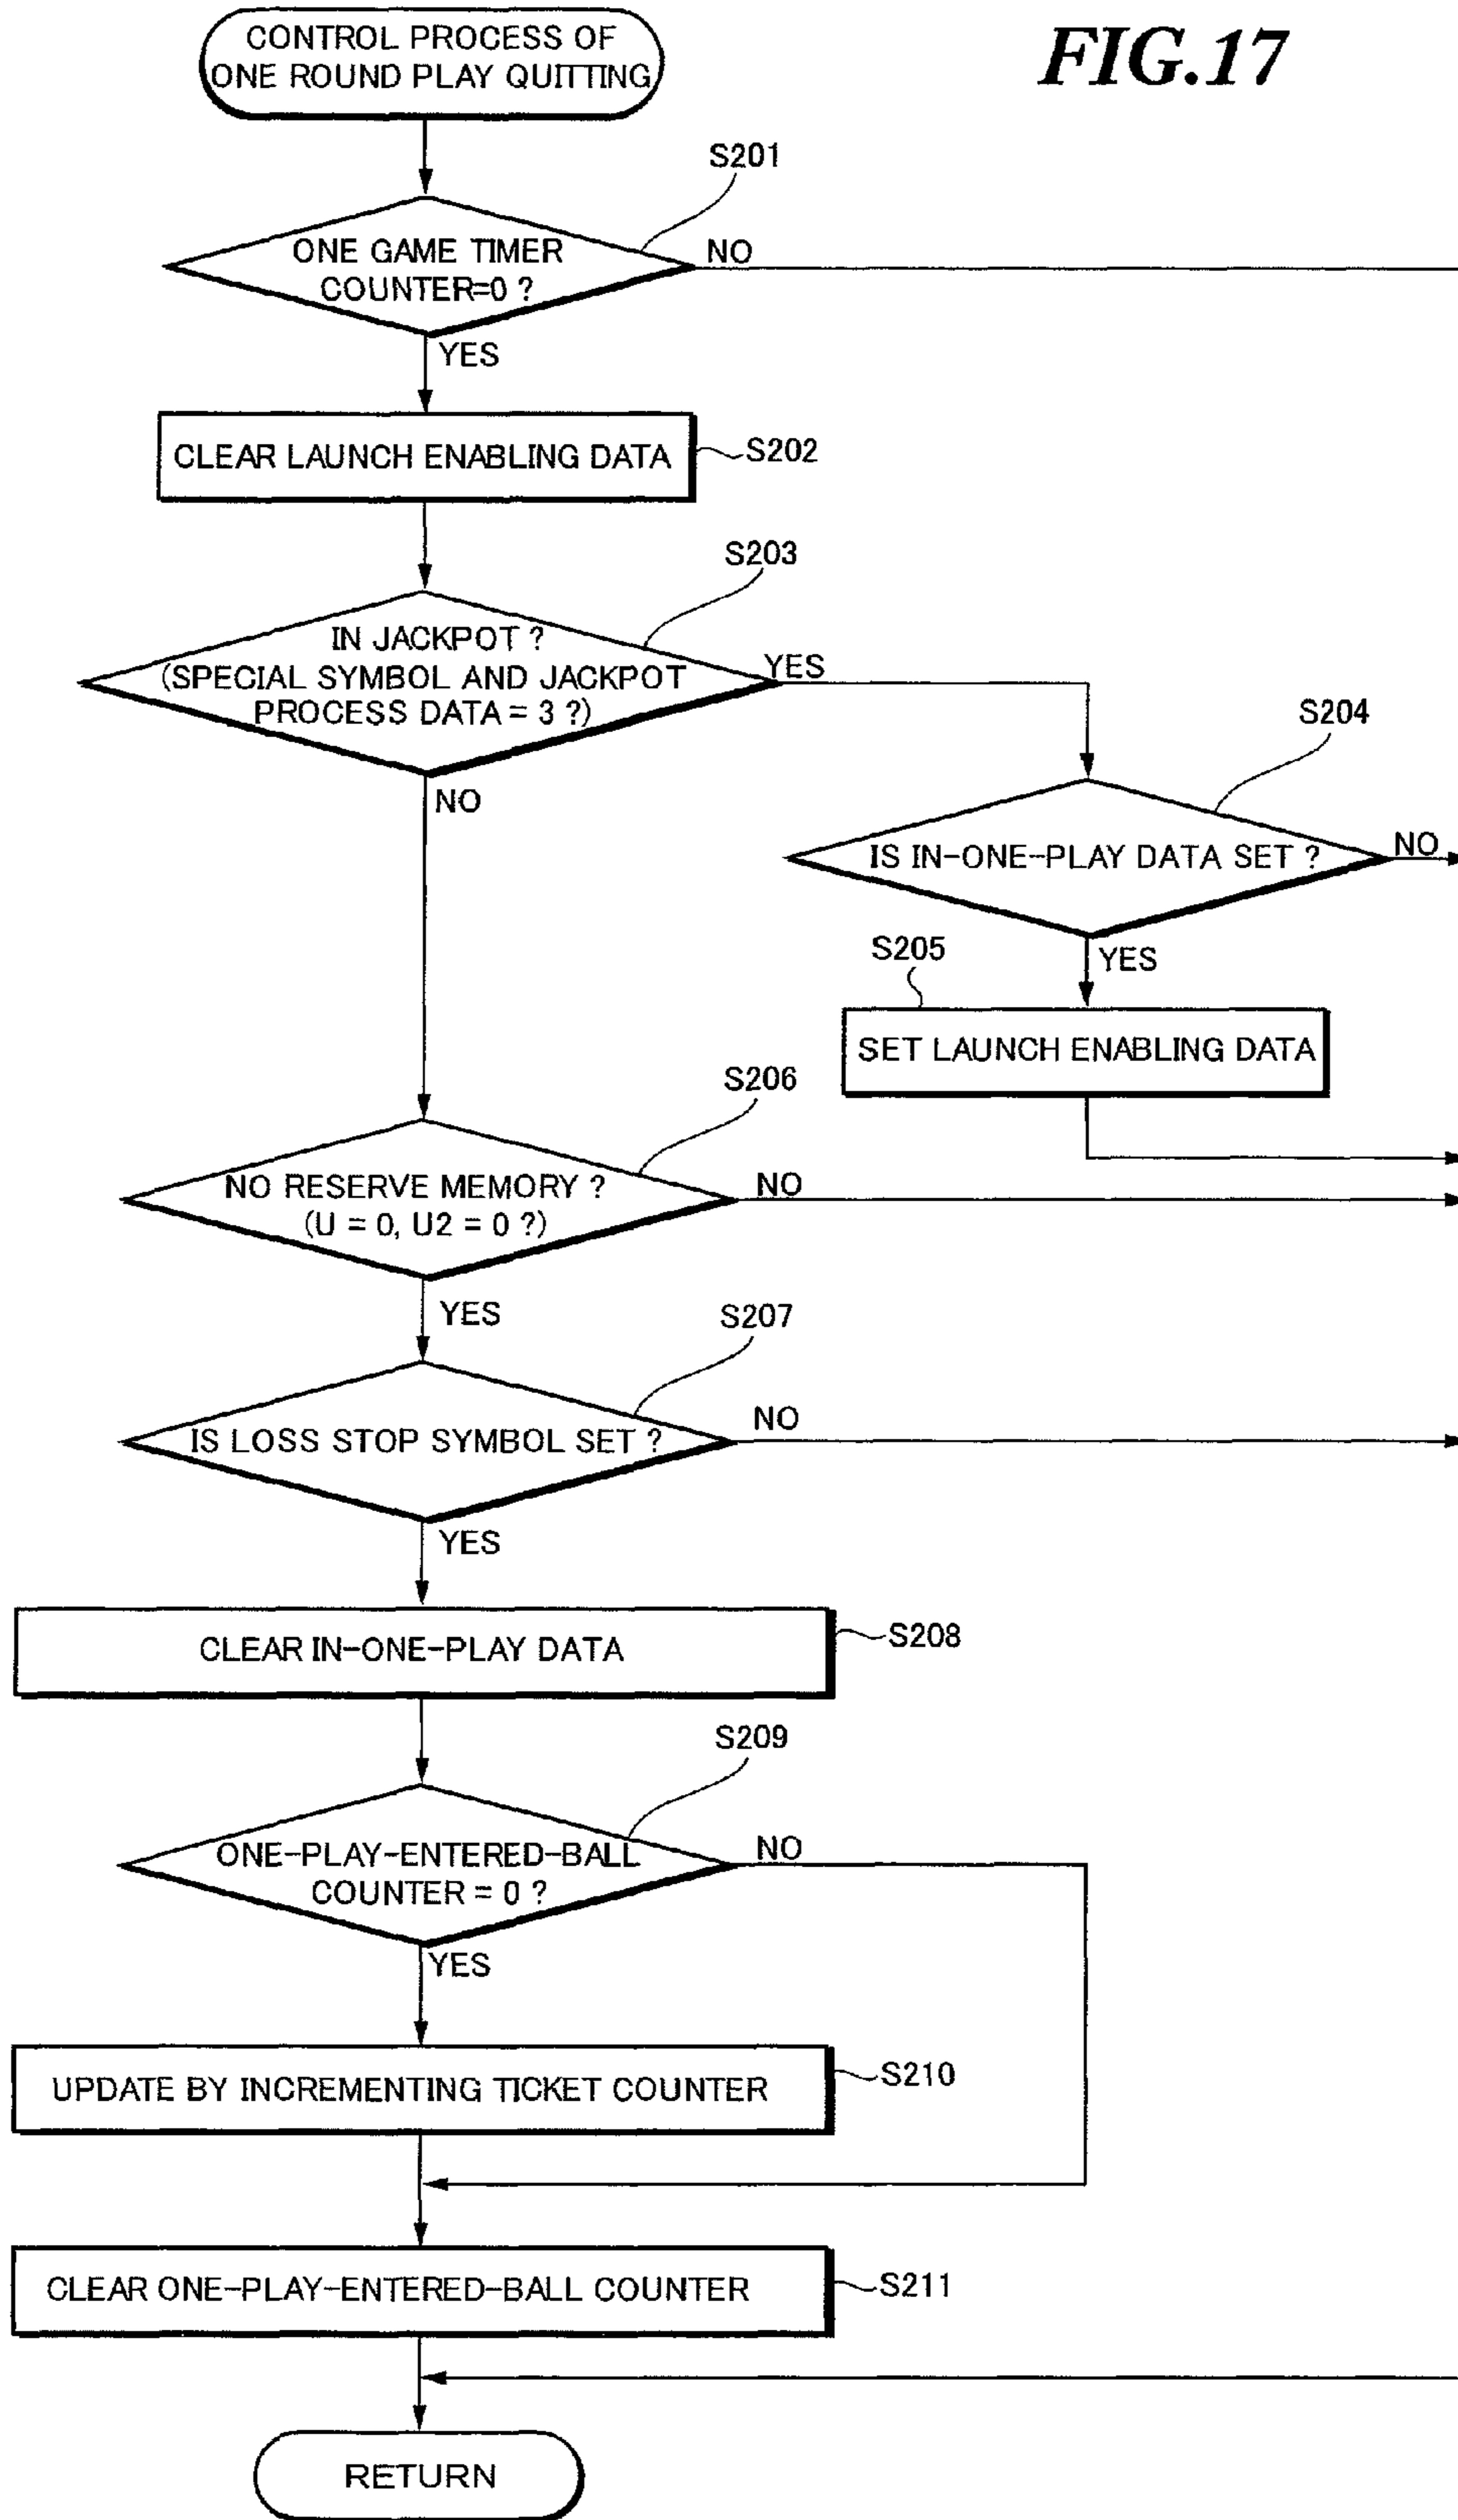 FIG.17
CONTROL PROCESS OF
ONE ROUND PLAY QUITTING
S201
ONE GAME TIMER
COUNTER=0 ?
NO
YES
CLEAR LAUNCH ENABLING DATA
S202
S203
IN JACKPOT ?
(SPECIAL SYMBOL AND JACKPOT
PROCESS DATA = 3 ?)
YES
NO
S204
IS IN-ONE-PLAY DATA SET ?
NO
YES
S205
SET LAUNCH ENABLING DATA
S206
NO RESERVE MEMORY ?
(U = 0, U2 = 0 ?)
NO
YES
S207
IS LOSS STOP SYMBOL SET ?
NO
YES
CLEAR IN-ONE-PLAY DATA
S208
S209
ONE-PLAY-ENTERED-BALL
COUNTER = 0 ?
NO
YES
UPDATE BY INCREMENTING TICKET COUNTER
S210
CLEAR ONE-PLAY-ENTERED-BALL COUNTER
S211
RETURN